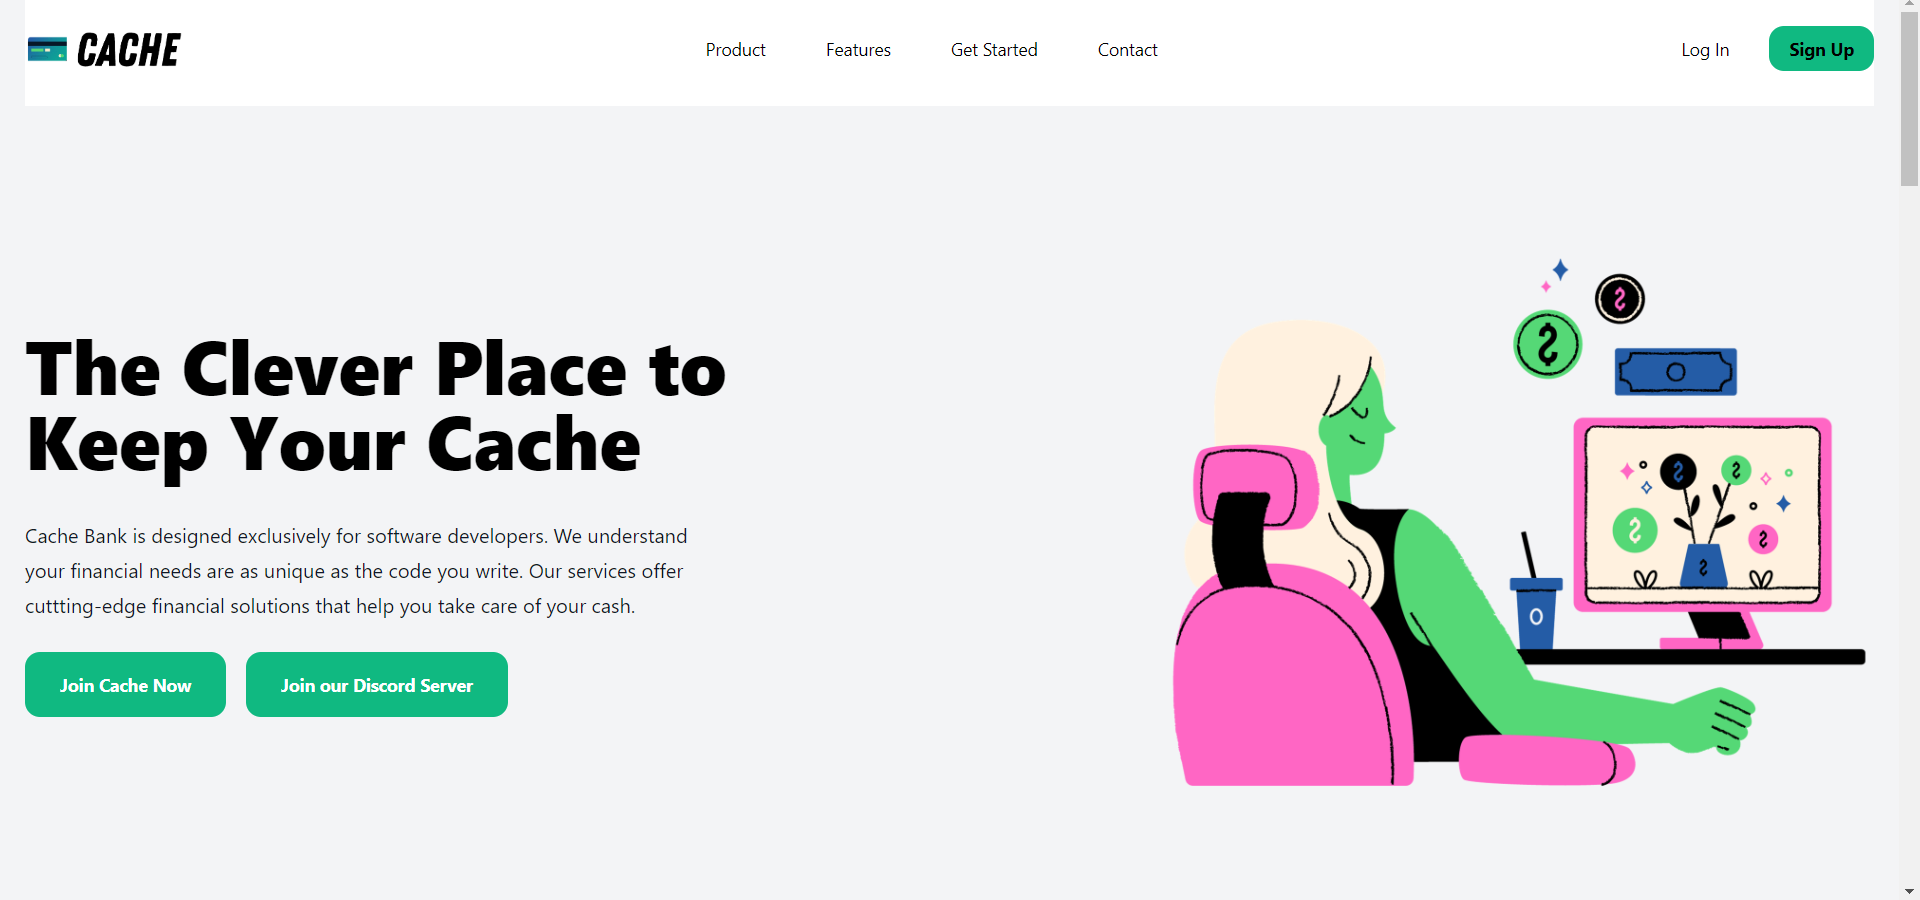 CACHE
Product
Features
Get Started
Contact
Log In
Sign Up
The Clever Place to
Keep Your Cache
Cache Bank is designed exclusively for software developers. We understand
your financial needs are as unique as the code you write. Our services offer
cuttting-edge financial solutions that help you take care of your cash.
Join Cache Now
Join our Discord Server